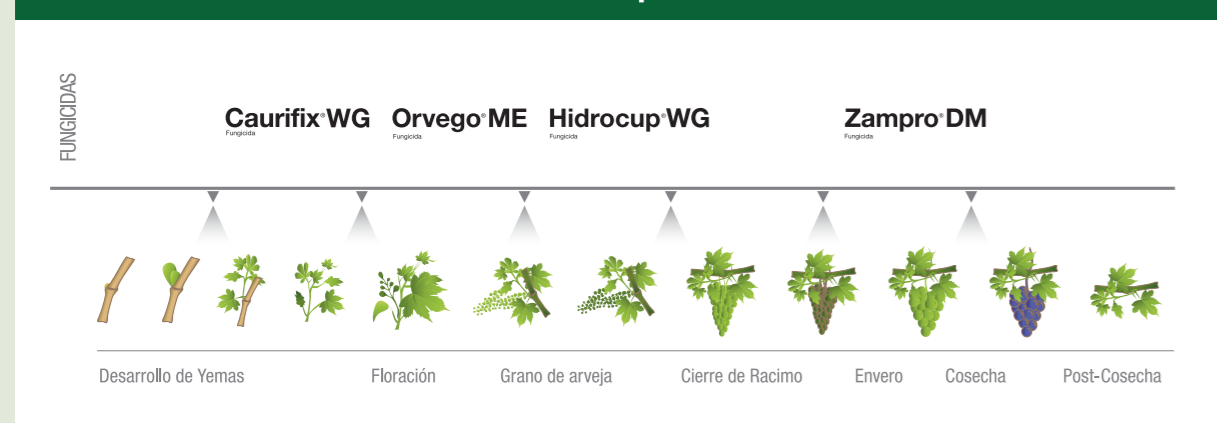 FUNGICIDAS
Caurifix®WG Orvego®ME Hidrocup®WG Zampro®DM
Fungicida Fungicida Fungicida Fungicida
Desarrollo de Yemas Floración Grano de arveja Cierre de Racimo Envero Cosecha Post-Cosecha